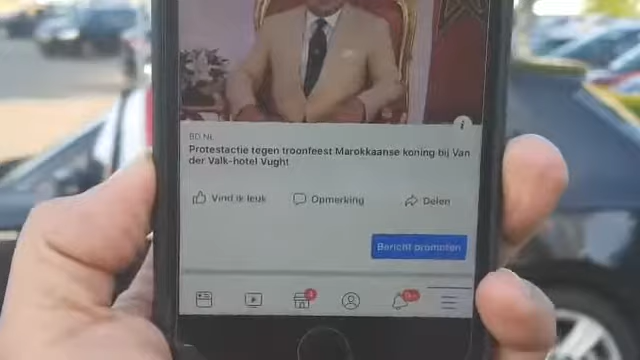 BD.NL
Protestactie tegen troonfeest Marokkaanse koning bij Van
der Valk-hotel Vught
Vind ik leuk Opmerking Delen
Bericht promoten